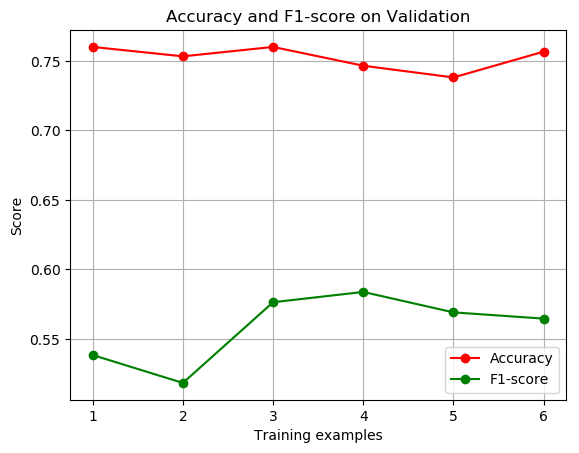 Accuracy and F1-score on Validation
0.75
0.70
0.65
0.60
0.55
Score
1 2 3 4 5 6
Training examples
Accuracy
F1-score